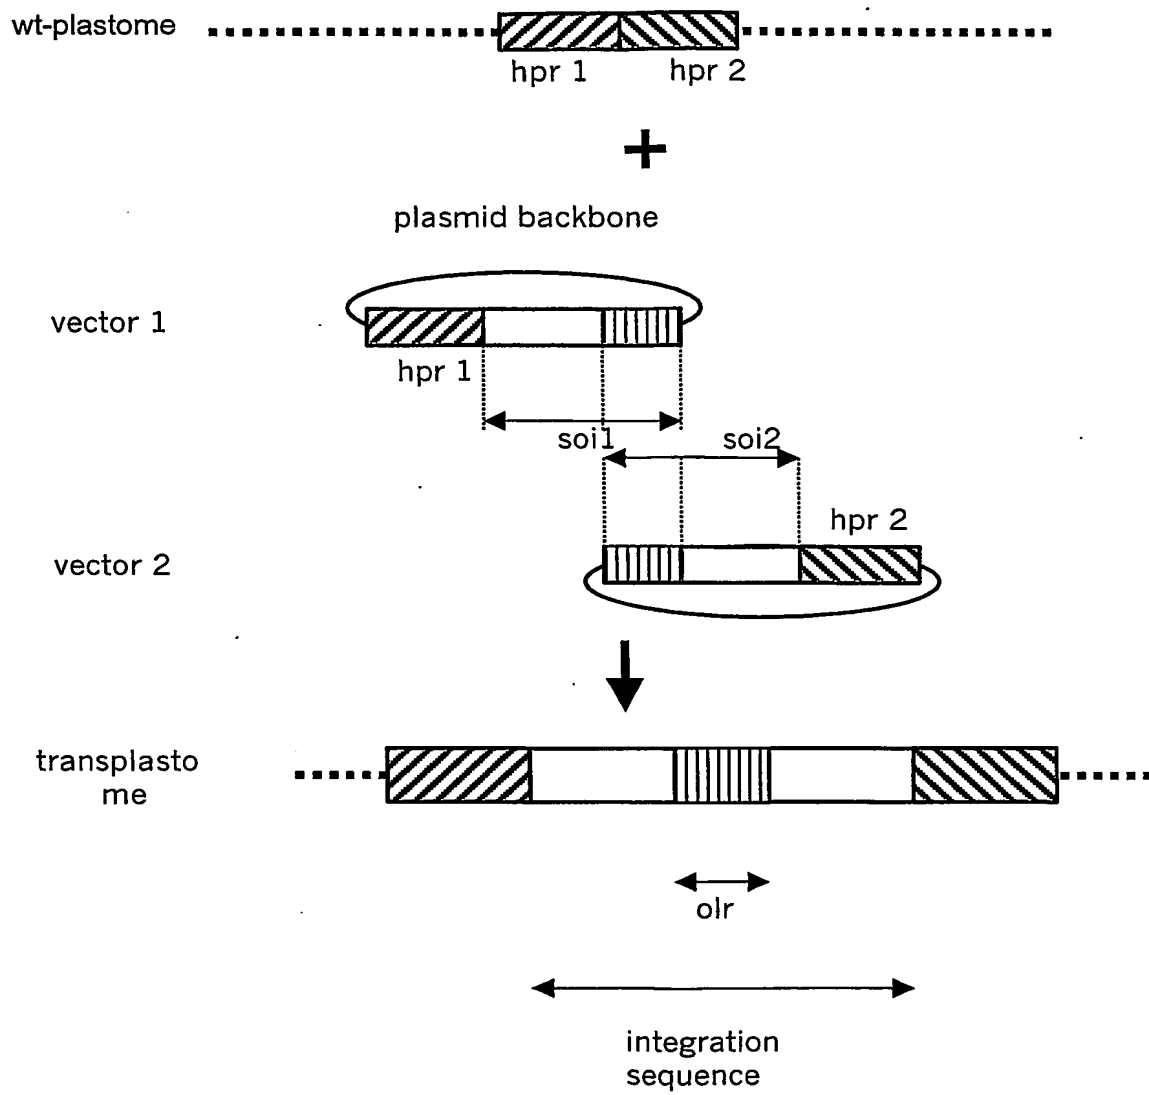 wt-plastome
hpr 1
hpr 2
+
plasmid backbone
vector 1
hpr 1
soi1
soi2
hpr 2
vector 2
transplasto
me
olr
integration
sequence